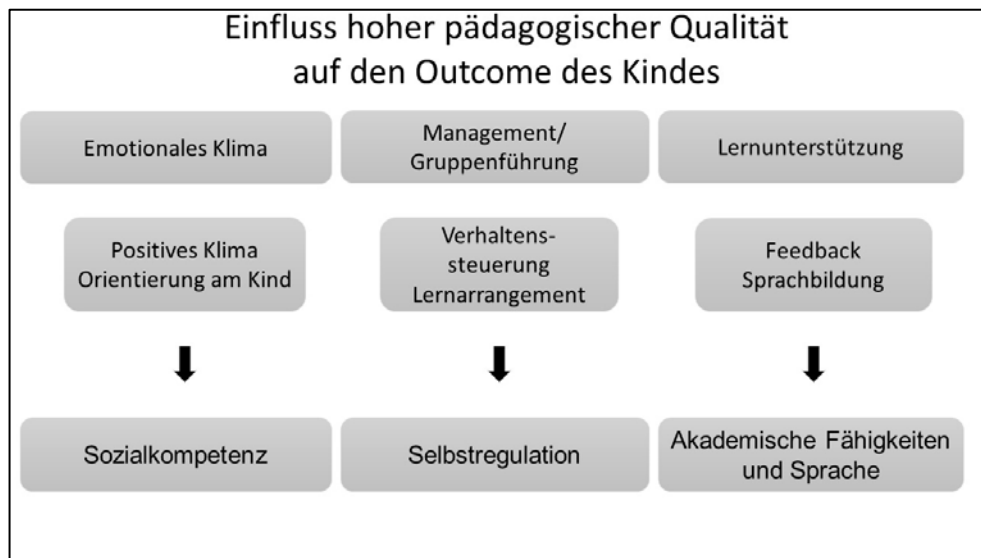 Einfluss hoher pädagogischer Qualität
auf den Outcome des Kindes
Emotionales Klima
Management/
Gruppenführung
Lernunterstützung
Positives Klima
Orientierung am Kind
Verhaltens-
steuerung
Lernarrangement
Feedback
Sprachbildung
Sozialkompetenz
Selbstregulation
Akademische Fähigkeiten
und Sprache